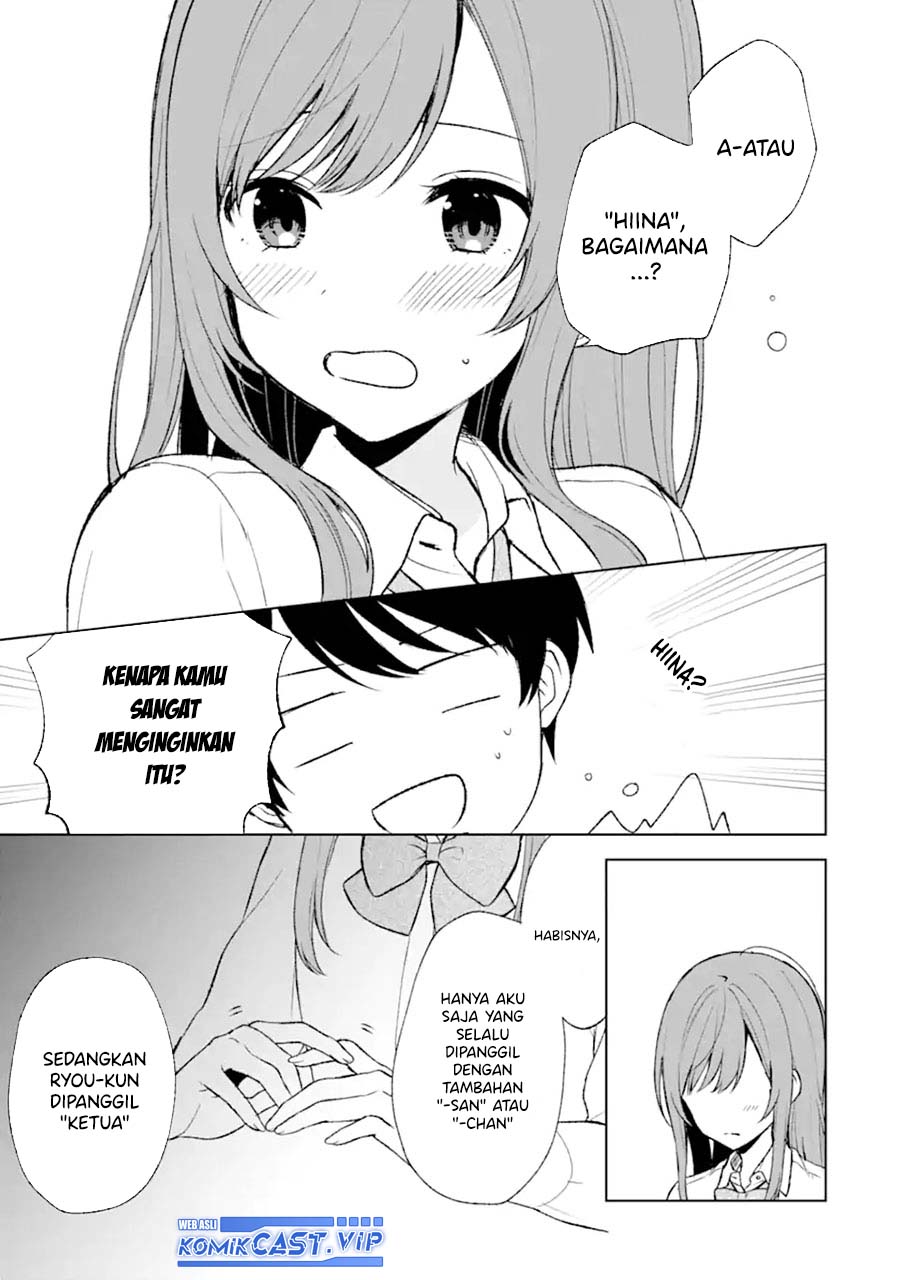 A-ATAU
"HIINA",
BAGAIMANA
...?
HIINA?
KENAPA KAMU
SANGAT
MENGINGINKAN
ITU?
HABISNYA,
HANYA AKU
SAJA YANG
SELALU
DIPANGGIL
DENGAN
TAMBAHAN
"-SAN" ATAU
"-CHAN"
SEDANGKAN
RYOU-KUN
DIPANGGIL
"KETUA"
WEB ASLI
KOMIKCAST.VIP